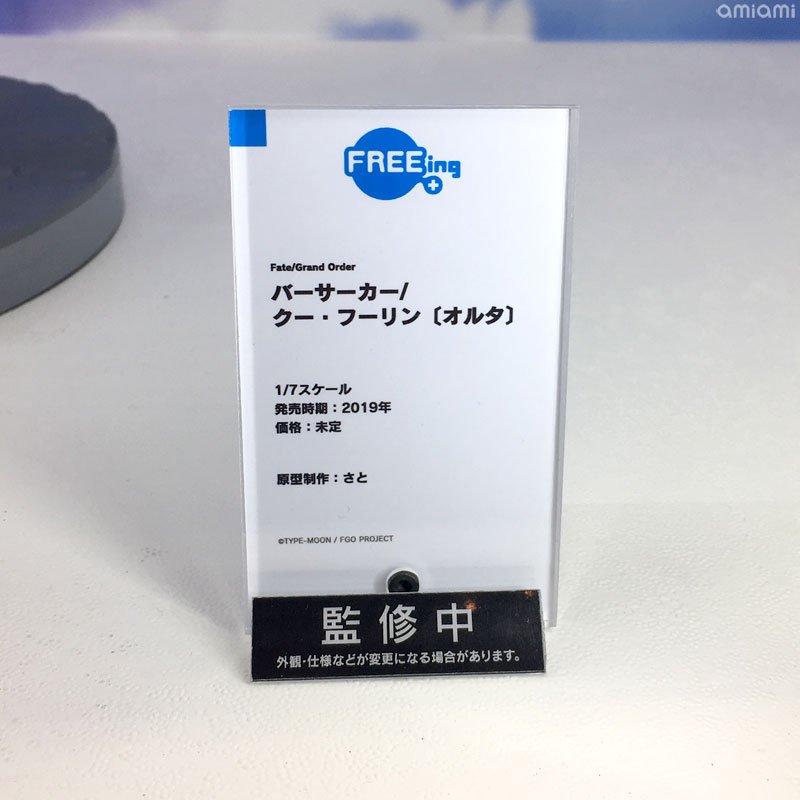 amiami
FREEing
Fate/Grand Order
バーサーカー/
クー・フーリン〔オルタ〕
1/7スケール
発売時期：2019年
価格：未定
原型制作：さと
©TYPE-MOON / FGO PROJECT
監修中
外観・仕様などが変更になる場合があります。